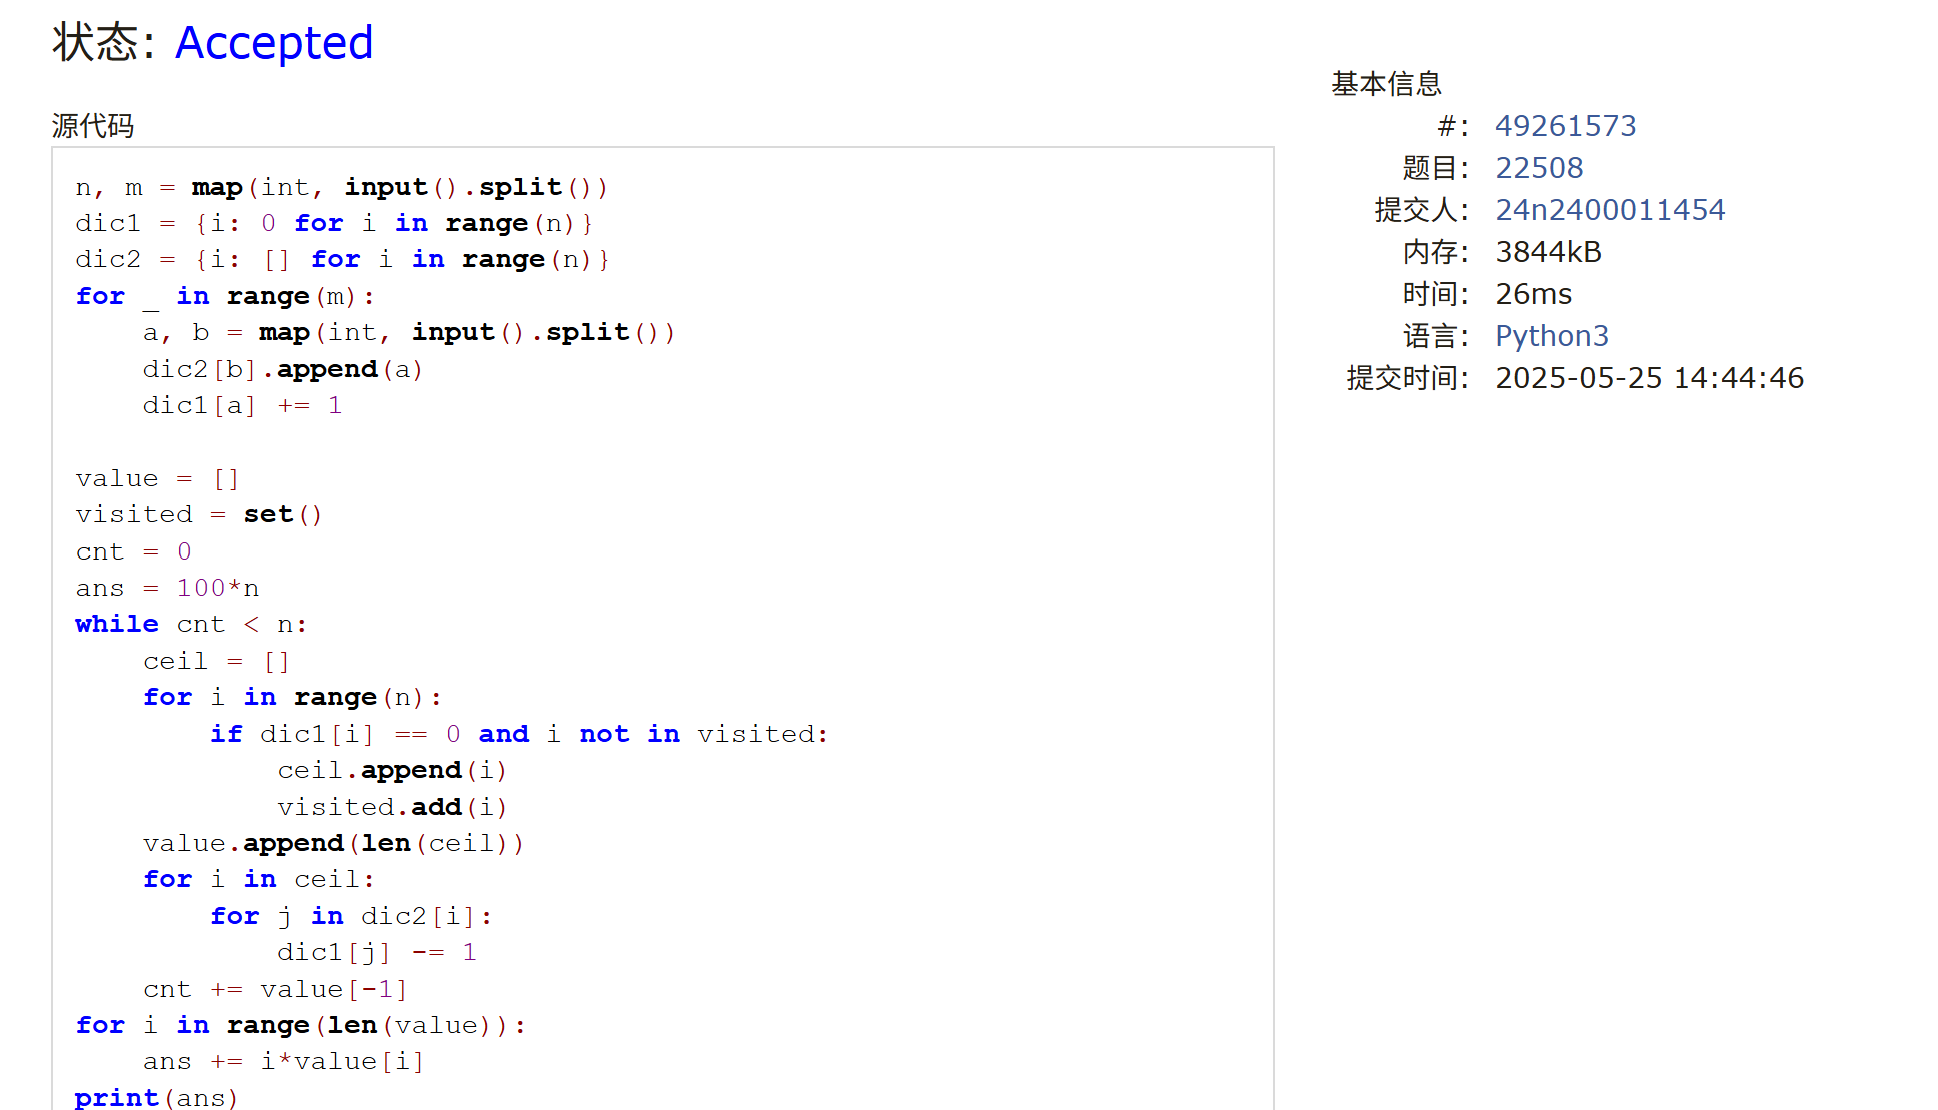 状态: Accepted
源代码
n, m = map(int, input().split())
dic1 = {i: 0 for i in range(n)}
dic2 = {i: [] for i in range(n)}
for _ in range(m):
    a, b = map(int, input().split())
    dic2[b].append(a)
    dic1[a] += 1

value = []
visited = set()
cnt = 0
ans = 100*n
while cnt < n:
    ceil = []
    for i in range(n):
        if dic1[i] == 0 and i not in visited:
            ceil.append(i)
            visited.add(i)
    value.append(len(ceil))
    for i in ceil:
        for j in dic2[i]:
            dic1[j] -= 1
    cnt += value[-1]
for i in range(len(value)):
    ans += i*value[i]
print(ans)
基本信息
#: 49261573
题目: 22508
提交人: 24n2400011454
内存: 3844kB
时间: 26ms
语言: Python3
提交时间: 2025-05-25 14:44:46